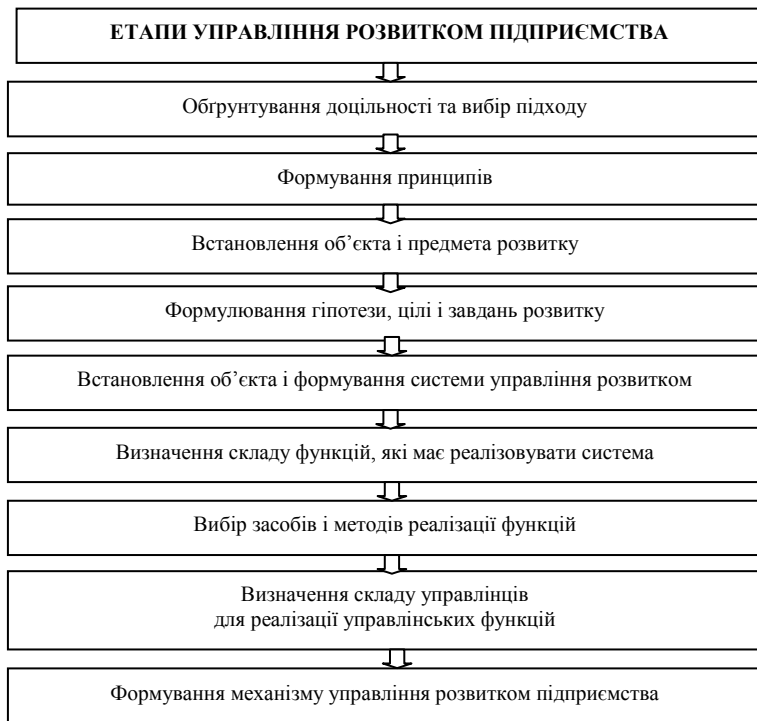 ЕТАПИ УПРАВЛІННЯ РОЗВИТКОМ ПІДПРИЄМСТВА
Обґрунтування доцільності та вибір підходу
Формування принципів
Встановлення об’єкта і предмета розвитку
Формулювання гіпотези, цілі і завдань розвитку
Встановлення об’єкта і формування системи управління розвитком
Визначення складу функцій, які має реалізовувати система
Вибір засобів і методів реалізації функцій
Визначення складу управлінців
для реалізації управлінських функцій
Формування механізму управління розвитком підприємства